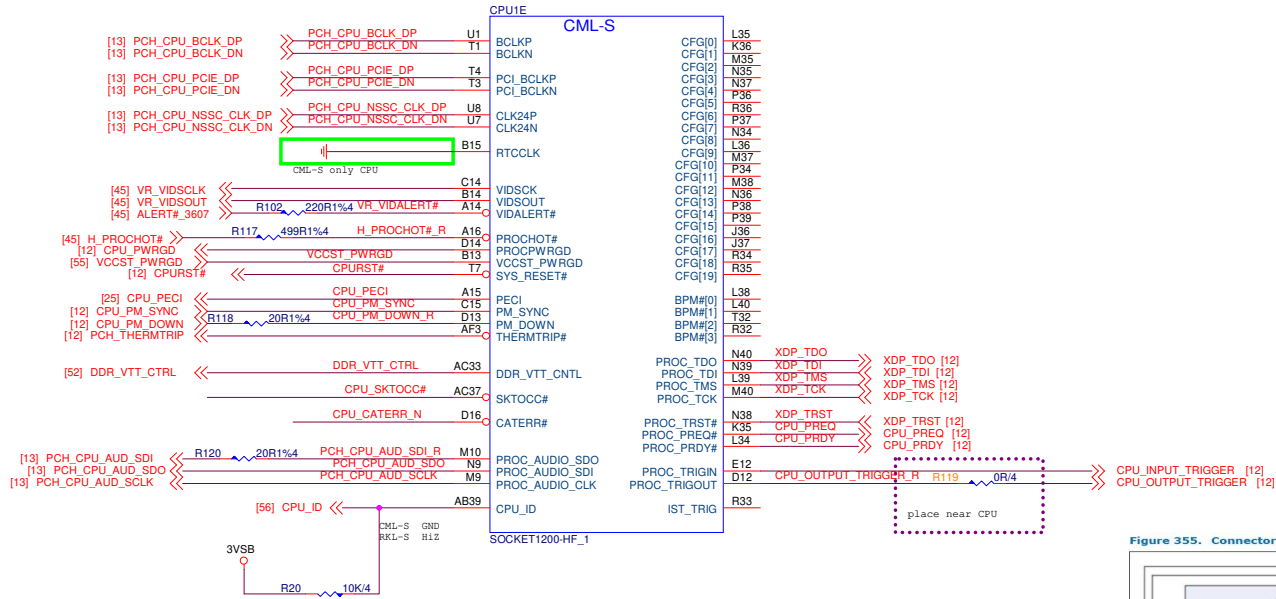 CPU1E
CML-S
[13] PCH_CPU_BCLK_DP PCH_CPU_BCLK_DP U1 BCLKP CFG[0] L35
[13] PCH_CPU_BCLK_DN PCH_CPU_BCLK_DN T1 BCLKN CFG[1] K36
CFG[2] M35
[13] PCH_CPU_PCIE_DP PCH_CPU_PCIE_DP T4 PCI_BCLKP CFG[3] N35
[13] PCH_CPU_PCIE_DN PCH_CPU_PCIE_DN T3 PCI_BCLKN CFG[4] N37
CFG[5] P36
[13] PCH_CPU_NSSC_CLK_DP PCH_CPU_NSSC_CLK_DP U8 CLK24P CFG[6] R36
[13] PCH_CPU_NSSC_CLK_DN PCH_CPU_NSSC_CLK_DN U7 CLK24N CFG[7] P37
CFG[8] N34
B15 RTCCLK CFG[9] L36
CFG[10] M37
CML-S only CPU
CFG[11] P34
[45] VR_VIDSCLK C14 VIDSCK CFG[12] M38
[45] VR_VIDSOUT B14 VIDSOUT CFG[13] N36
[45] ALERT#_3607 R102 220R1%4 VR_VIDALERT# A14 VIDALERT# CFG[14] P38
CFG[15] P39
[45] H_PROCHOT# R117 499R1%4 H_PROCHOT#_R A16 PROCHOT# CFG[16] J36
[12] CPU_PWRGD D14 PROCPWRGD CFG[17] J37
[55] VCCST_PWRGD VCCST_PWRGD B13 VCCST_PWRGD CFG[18] R34
[12] CPURST# CPURST# T7 SYS_RESET# CFG[19] R35
[25] CPU_PECI CPU_PECI A15 PECI BPM#[0] L38
[12] CPU_PM_SYNC CPU_PM_SYNC C15 PM_SYNC BPM#[1] L40
[12] CPU_PM_DOWN R118 20R1%4 CPU_PM_DOWN_R D13 PM_DOWN BPM#[2] T32
[12] PCH_THERMTRIP AF3 THERMTRIP# BPM#[3] R32
PROC_TDO N40 XDP_TDO XDP_TDO [12]
[52] DDR_VTT_CTRL DDR_VTT_CTRL AC33 DDR_VTT_CNTL PROC_TDI N39 XDP_TDI XDP_TDI [12]
PROC_TMS L39 XDP_TMS XDP_TMS [12]
CPU_SKTOCC# AC37 SKTOCC# PROC_TCK M40 XDP_TCK XDP_TCK [12]
CPU_CATERR_N D16 CATERR# PROC_TRST# N38 XDP_TRST XDP_TRST [12]
PROC_PREQ# K35 CPU_PREQ CPU_PREQ [12]
PROC_PRDY# L34 CPU_PRDY CPU_PRDY [12]
[13] PCH_CPU_AUD_SDI R120 20R1%4 PCH_CPU_AUD_SDI_R M10 PROC_AUDIO_SDO
[13] PCH_CPU_AUD_SDO PCH_CPU_AUD_SDO N9 PROC_AUDIO_SDI PROC_TRIGIN E12 CPU_INPUT_TRIGGER [12]
[13] PCH_CPU_AUD_SCLK PCH_CPU_AUD_SCLK M9 PROC_AUDIO_CLK PROC_TRIGOUT D12 CPU_OUTPUT_TRIGGER_R R119 0R/4 CPU_OUTPUT_TRIGGER [12]
[56] CPU_ID AB39 CPU_ID IST_TRIG R33
place near CPU
CML-S GND
RKL-S HiZ
SOCKET1200-HF_1
3VSB
R20 10K/4
Figure 355. Connector